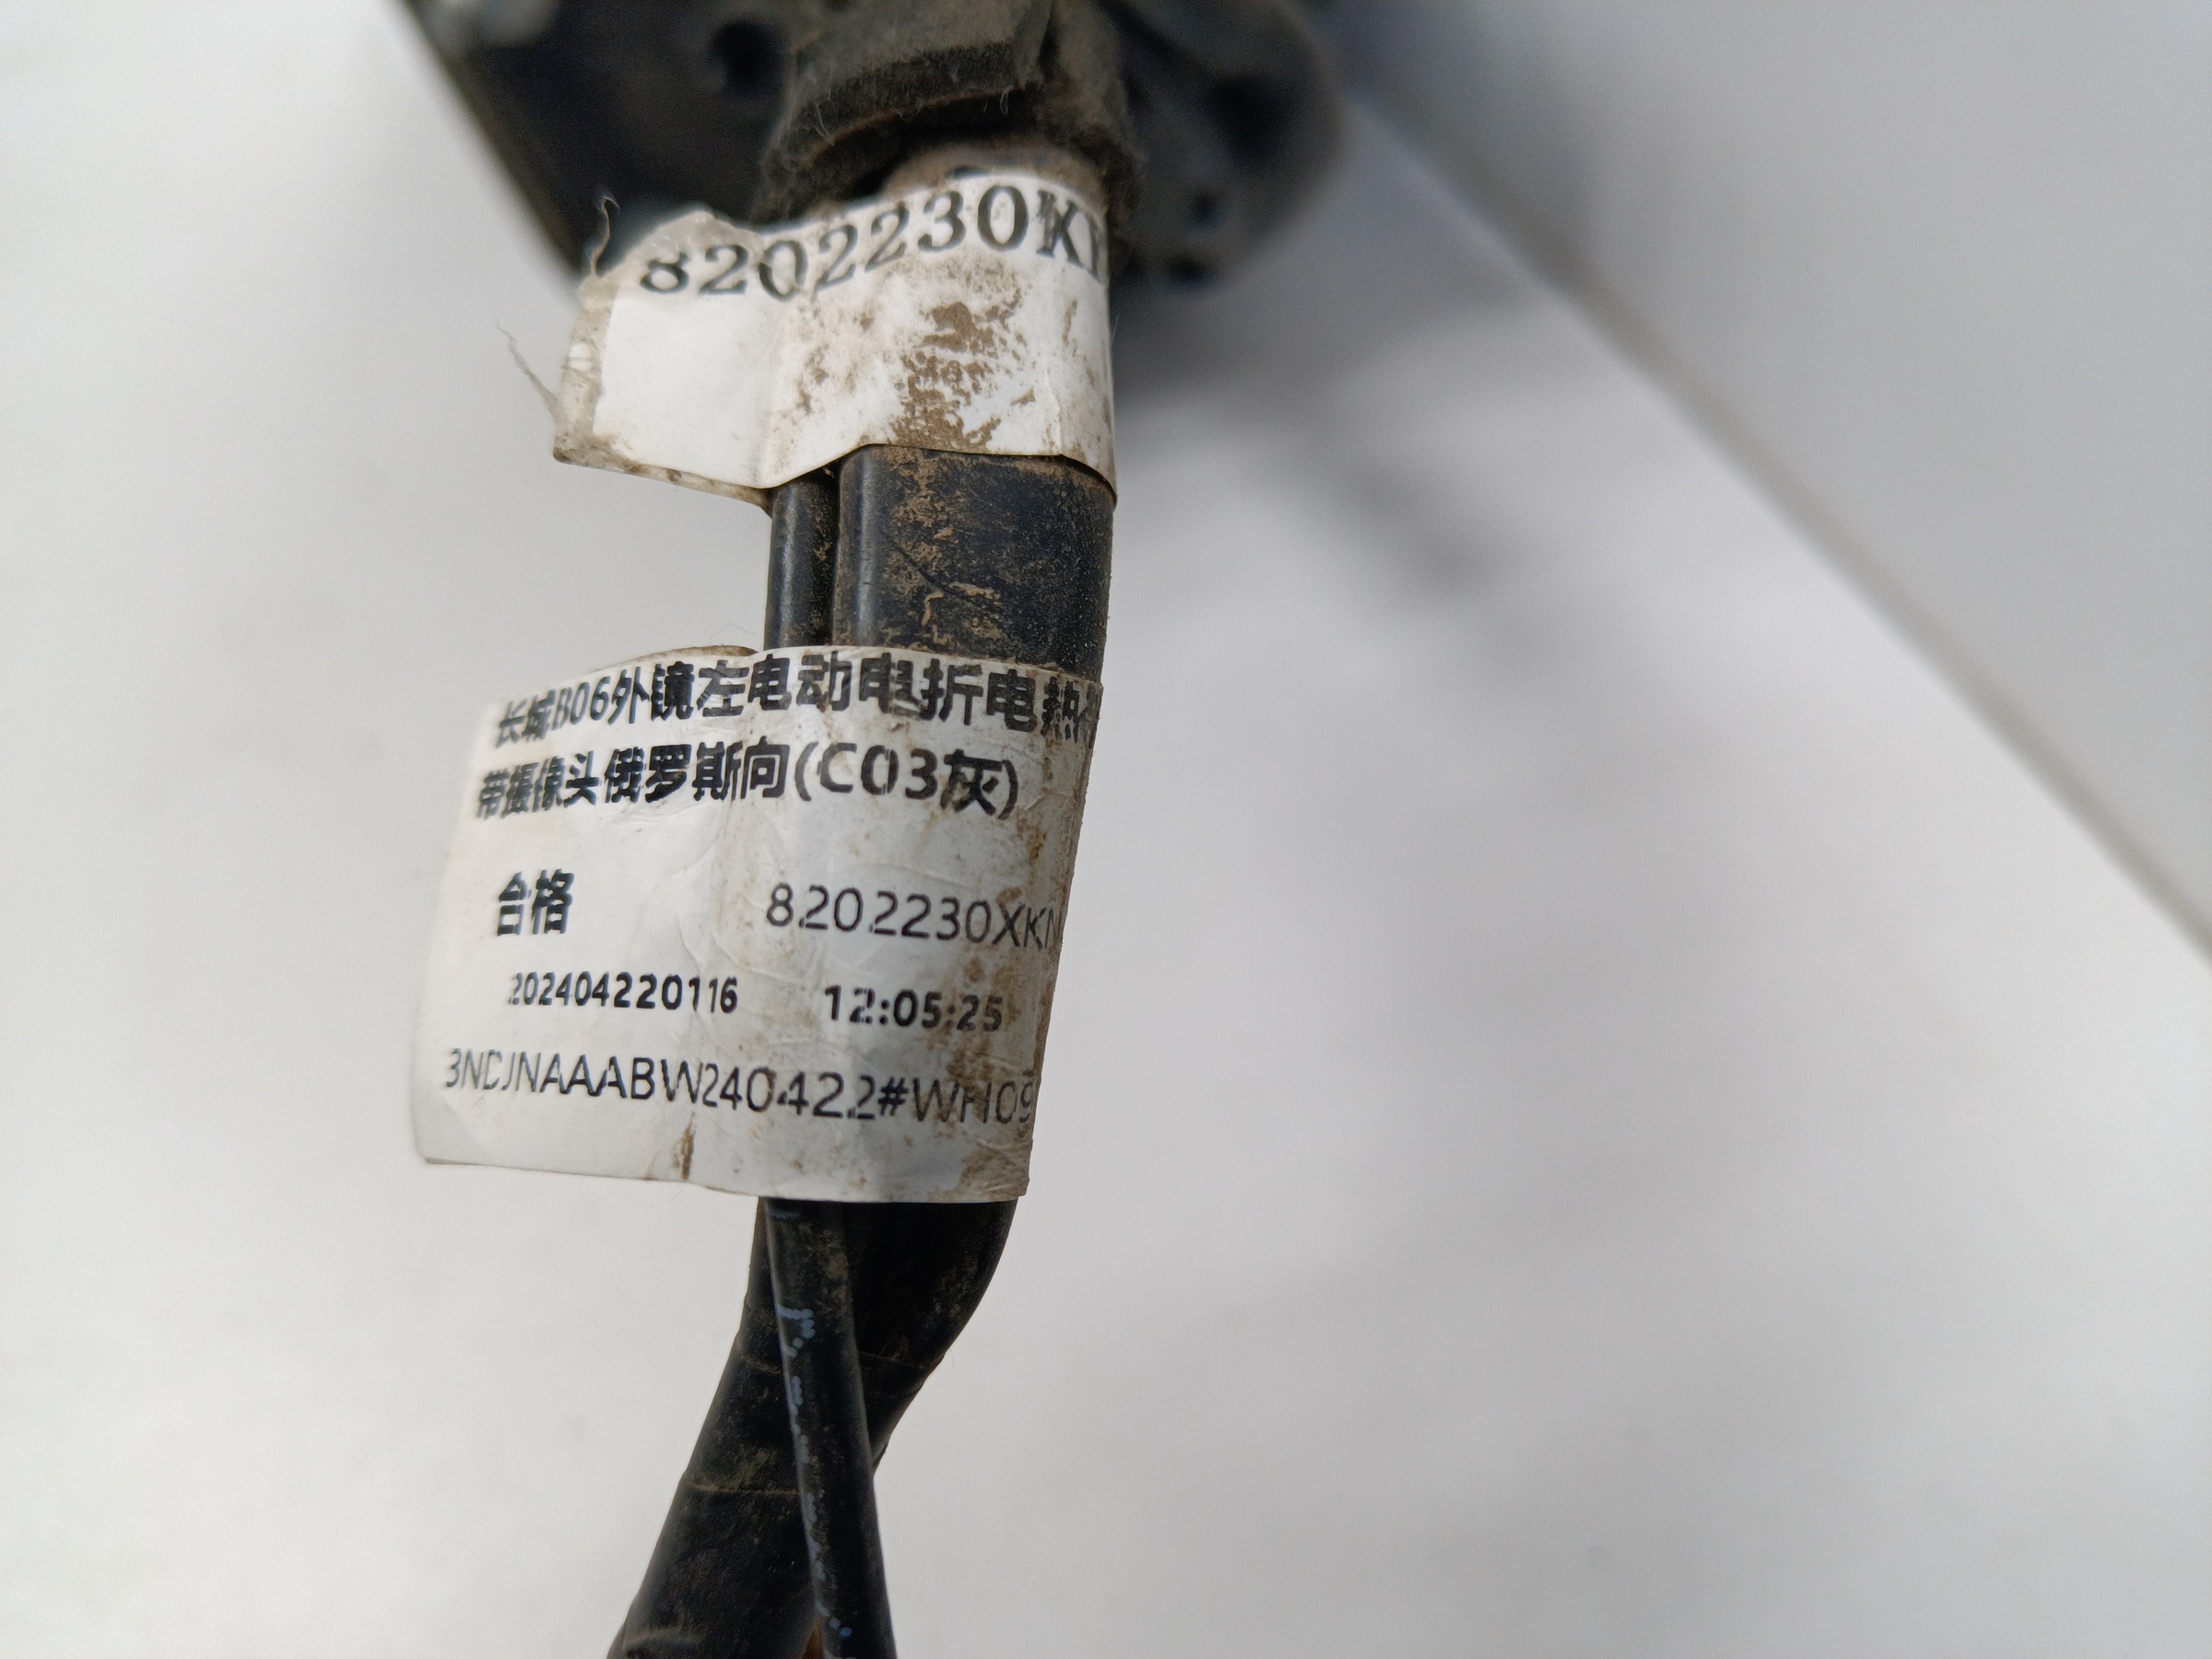 8202230XK
长城B06外镜左电动电折电热
带摄像头俄罗斯向(C03灰)
合格 8202230XKN
202404220116 12:05:25
3NDJNAAABW240422#WH09